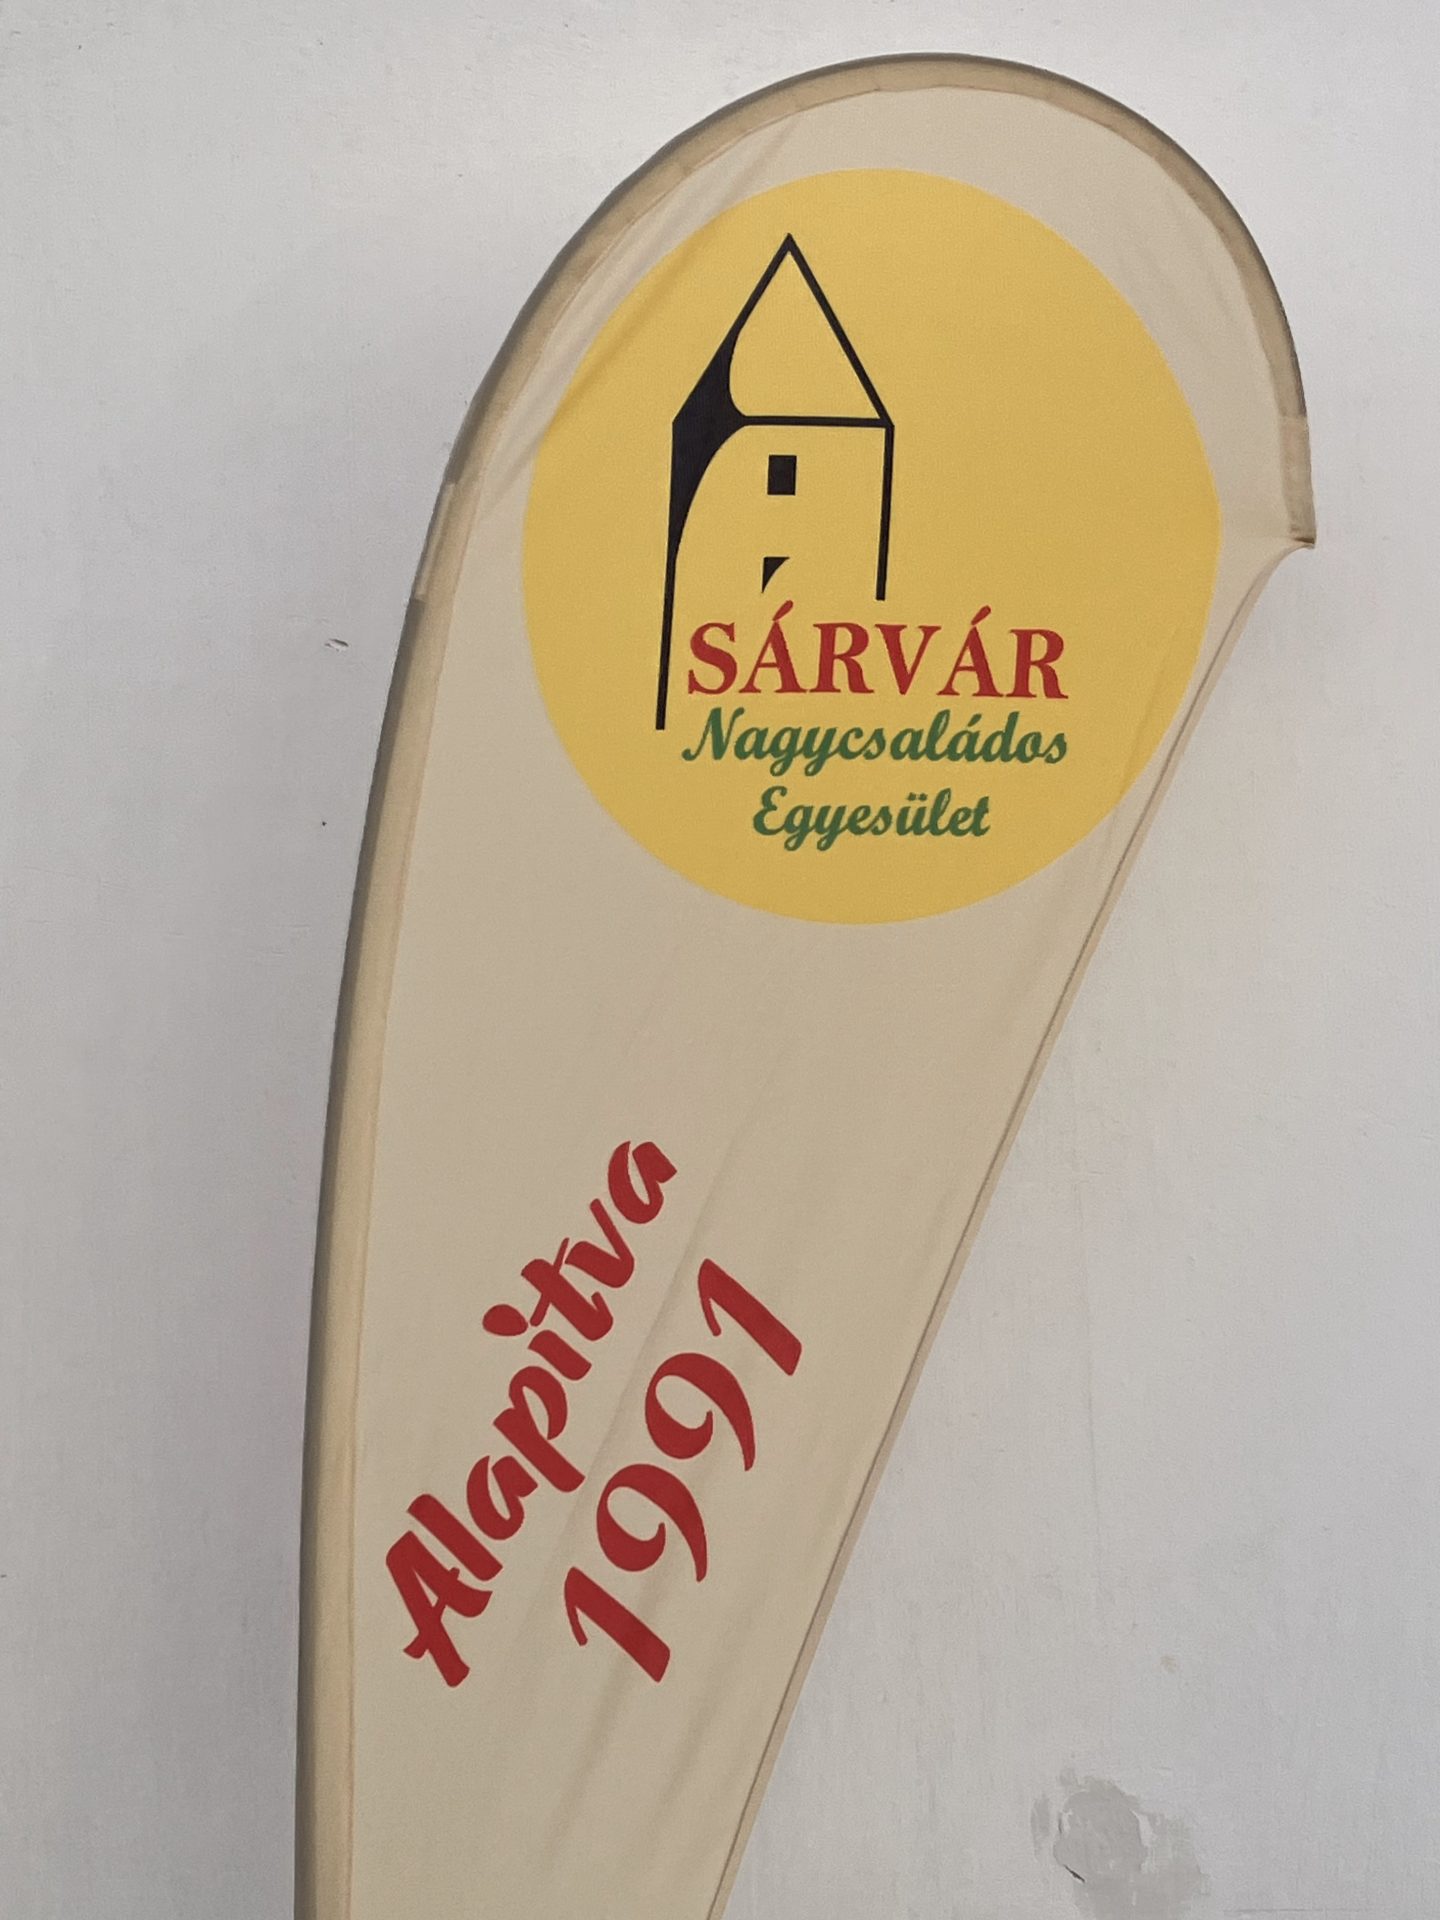 SÁRVÁR
Nagycsaládos
Egyesület
Alapitva
1991